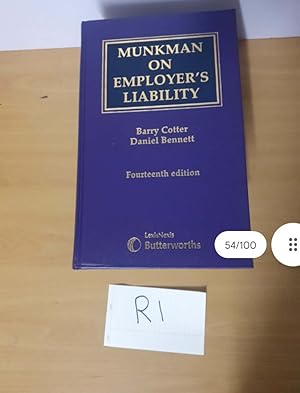 MUNKMAN
ON
EMPLOYER'S
LIABILITY
Barry Cotter
Daniel Bennett
Fourteenth edition
LexisNexis
Butterworths
54/100
R1